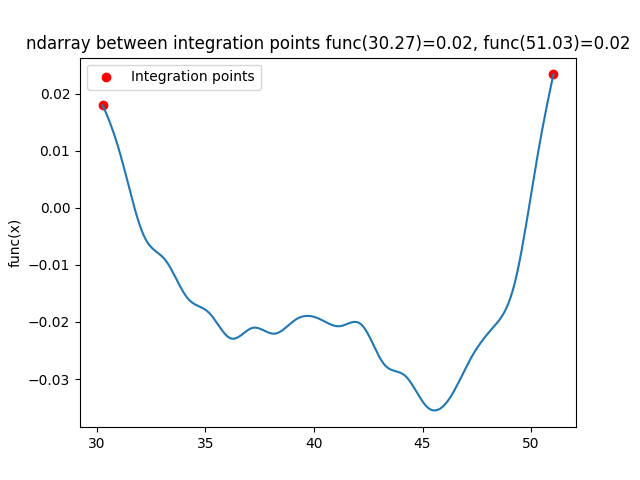 ndarray between integration points func(30.27)=0.02, func(51.03)=0.02
Integration points
0.02
0.01
0.00
−0.01
−0.02
−0.03
func(x)
30 35 40 45 50